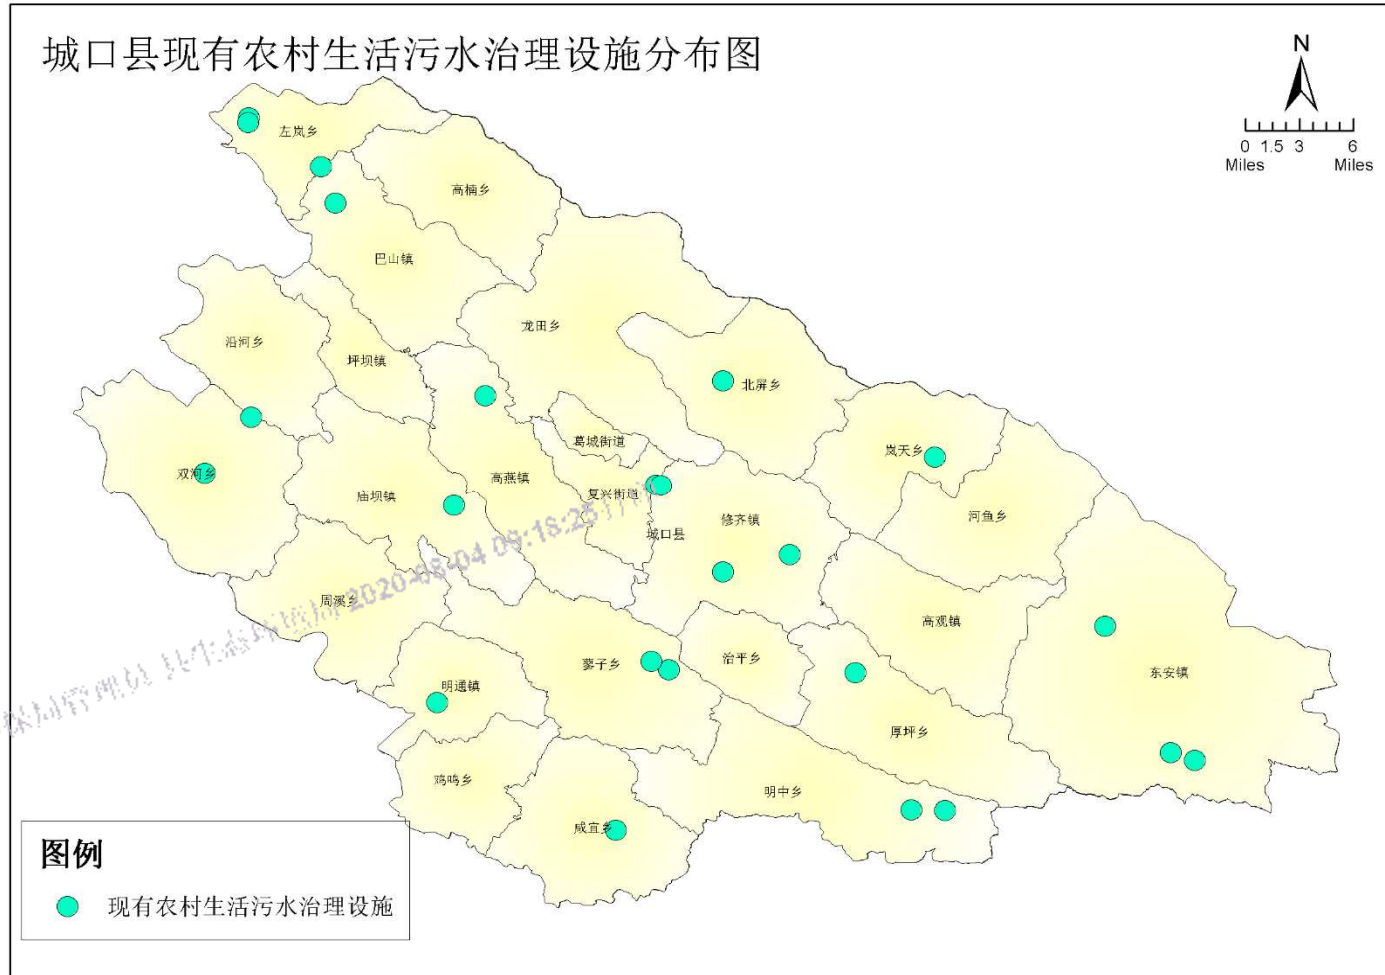 城口县现有农村生活污水治理设施分布图
N
0 1.5 3 6
Miles Miles
左岚乡
高楠乡
巴山镇
龙田乡
沿河乡
坪坝镇
北屏乡
葛城街道
岚天乡
双河乡
高燕镇
庙坝镇
复兴街道
修齐镇
河鱼乡
城口县
周溪乡
高观镇
蓼子乡
治平乡
东安镇
明通镇
厚坪乡
鸡鸣乡
明中乡
咸宜乡
2020-08-04 09:18:25
图例
现有农村生活污水治理设施